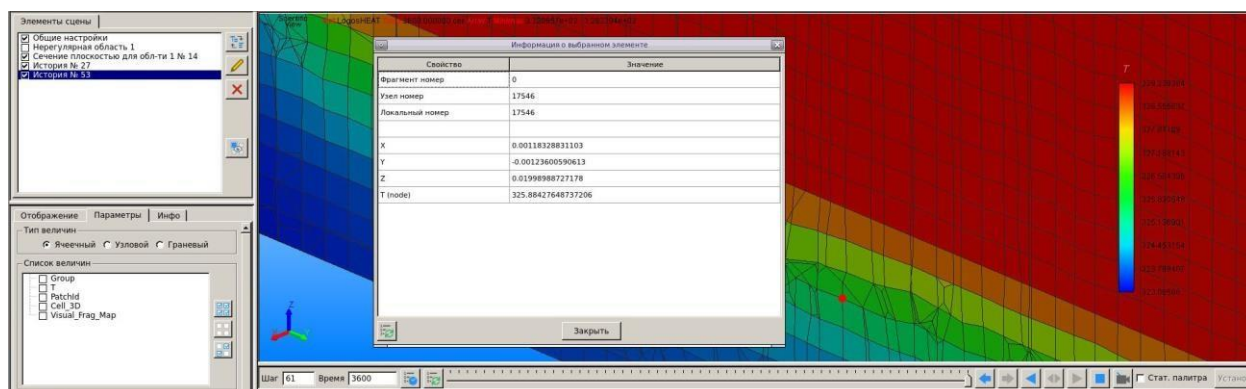 Элементы сцены
Общие настройки
Нерегулярная область 1
Сечение плоскостью для обл-ти 1 № 14
История № 27
История № 53
Отображение Параметры Инфо
Тип величин
Ячеечный Узловой Граневый
Список величин
Group
T
PatchId
Cell_3D
Visual_Frag_Map
Scientific
View
LogosHEAT
Информация о выбранном элементе
Свойство Значение
Фрагмент номер 0
Узел номер 17546
Локальный номер 17546
X 0.00118328831103
Y -0.00123600590613
Z 0.01998988727178
T (node) 325.88427648737206
Закрыть
T
Z
Шаг 61 Время 3600
Стат. палитра